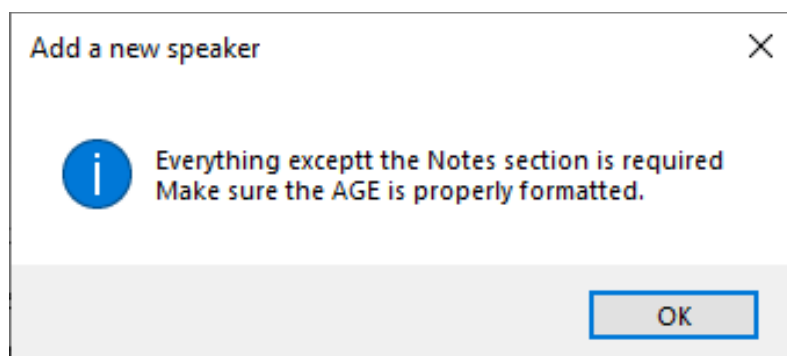 Add a new speaker
Everything exceptt the Notes section is required
Make sure the AGE is properly formatted.
OK